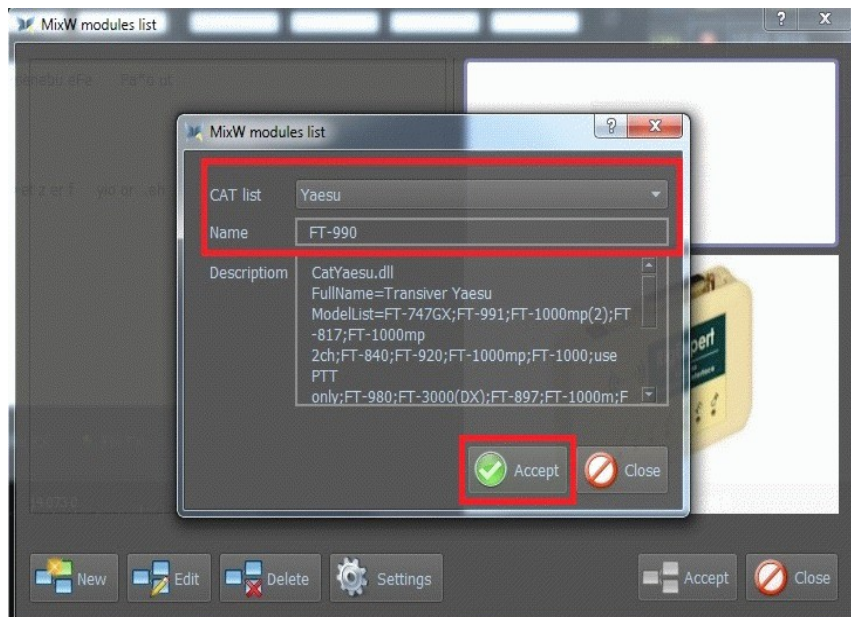 MixW modules list
MixW modules list
CAT list Yaesu
Name FT-990
Descriptiom CatYaesu.dll
FullName=Transiver Yaesu
ModelList=FT-747GX;FT-991;FT-1000mp(2);FT
-817;FT-1000mp
2ch;FT-840;FT-920;FT-1000mp;FT-1000;use
PTT
only;FT-980;FT-3000(DX);FT-897;FT-1000m;F
pert
Accept Close
New Edit Delete Settings Accept Close